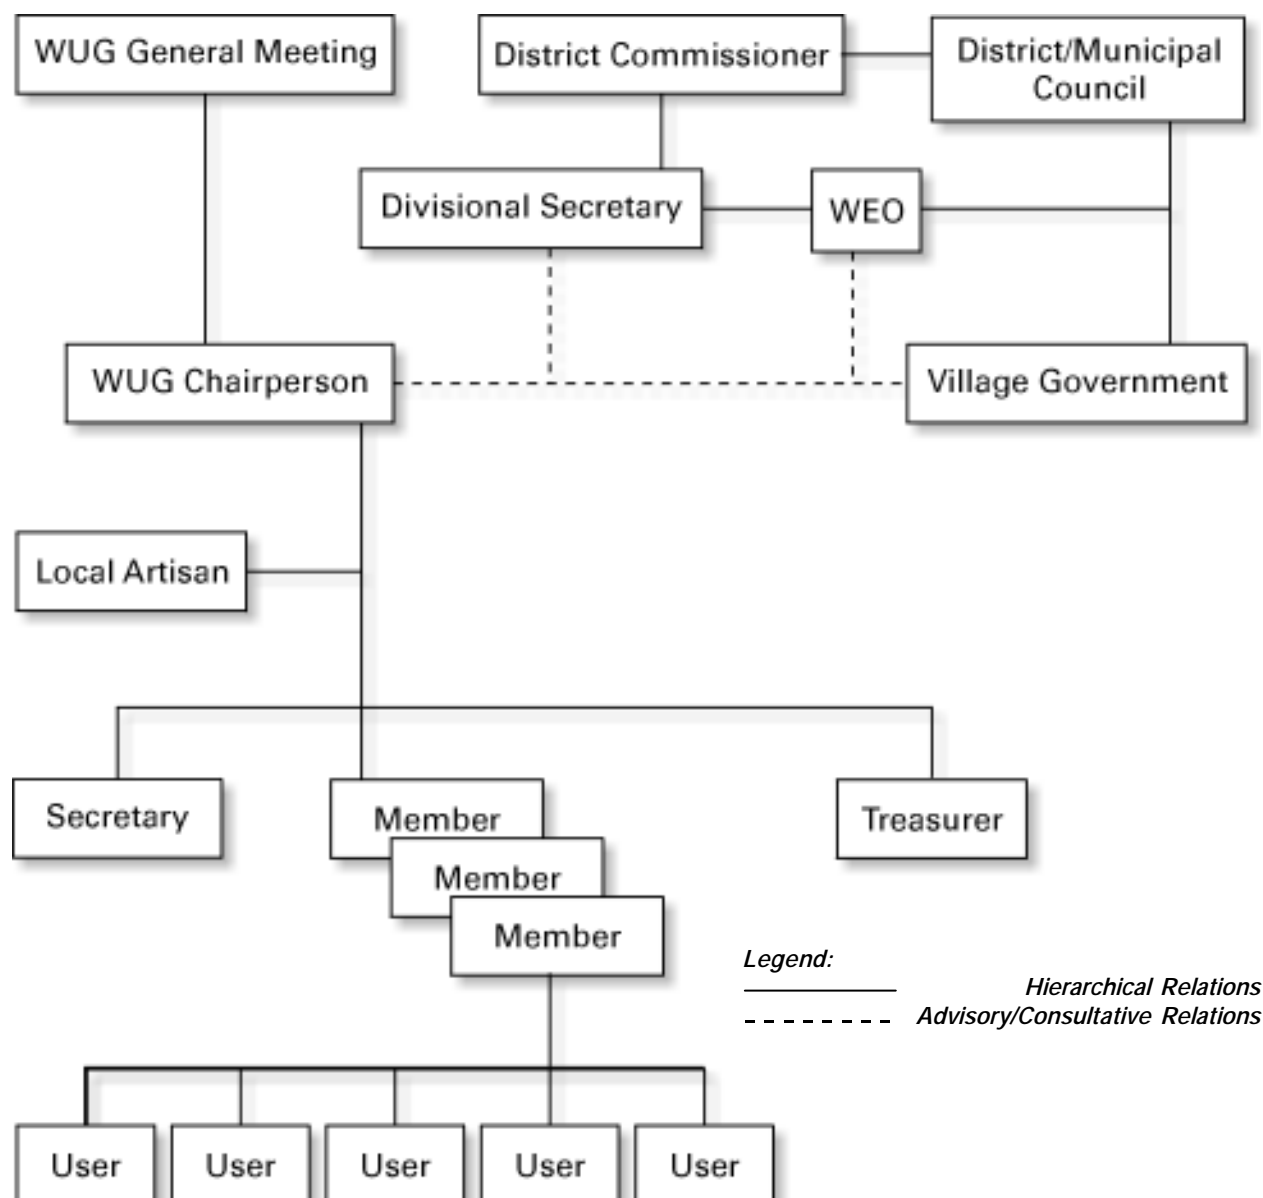 WUG General Meeting
District Commissioner
District/Municipal
Council
Divisional Secretary
WEO
WUG Chairperson
Village Government
Local Artisan
Secretary
Member
Treasurer
Member
Member
Legend:
Hierarchical Relations
Advisory/Consultative Relations
User
User
User
User
User